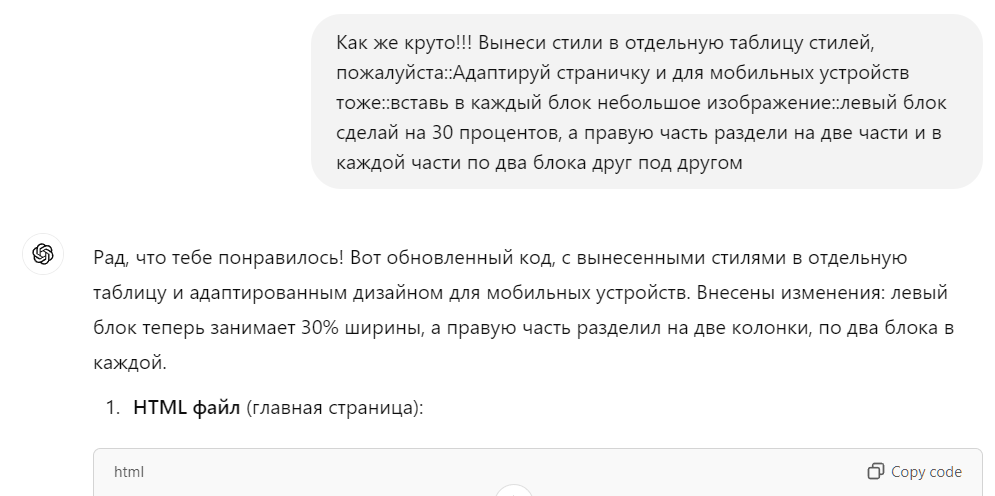 Как же круто!!! Вынеси стили в отдельную таблицу стилей,
пожалуйста::Адаптируй страничку и для мобильных устройств
тоже::вставь в каждый блок небольшое изображение::левый блок
сделай на 30 процентов, а правую часть раздели на две части и в
каждой части по два блока друг под другом
Рад, что тебе понравилось! Вот обновленный код, с вынесенными стилями в отдельную
таблицу и адаптированным дизайном для мобильных устройств. Внесены изменения: левый
блок теперь занимает 30% ширины, а правую часть разделил на две колонки, по два блока в
каждой.
1. HTML файл (главная страница):
html Copy code